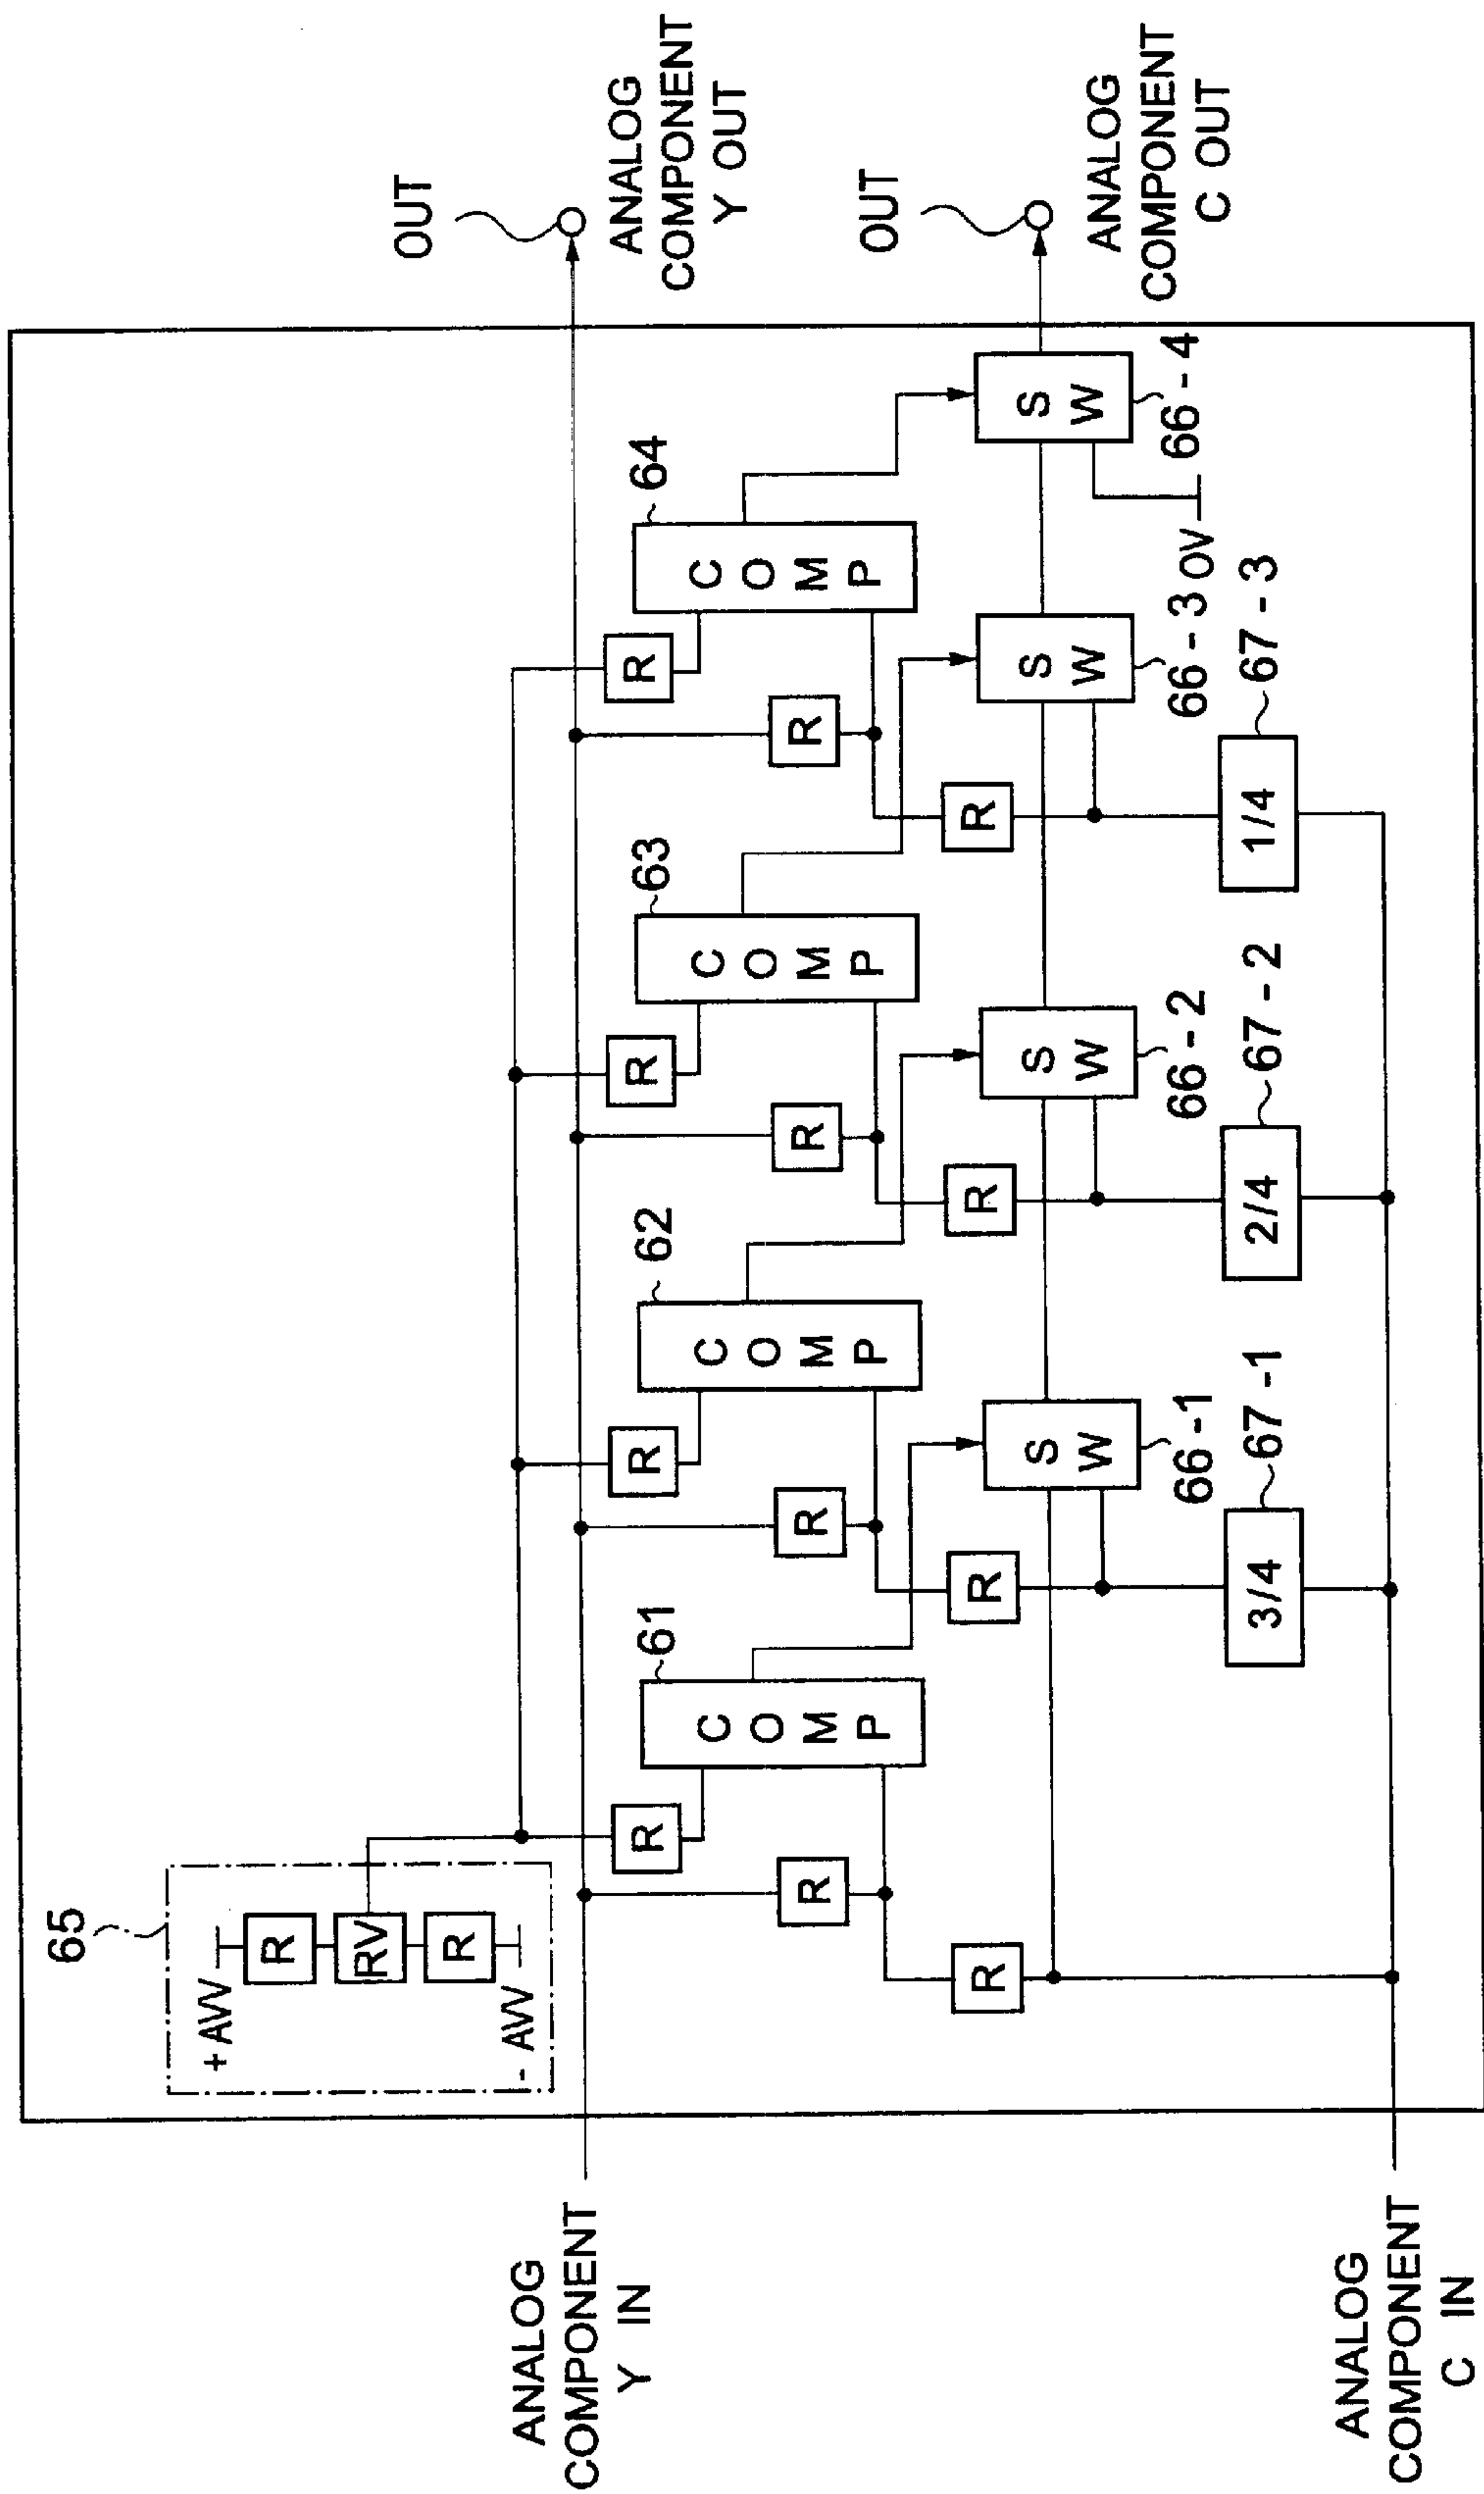 65
+ AVV
R
RV
R
- AVV
OUT
ANALOG
COMPONENT
Y IN
ANALOG
COMPONENT
Y OUT
R
R
R
R
61
62
63
64
COMP
COMP
COMP
COMP
R
R
R
R
OUT
R
R
R
R
SW
SW
SW
SW
ANALOG
COMPONENT
C OUT
66-1
66-2
66-3
0V
66-4
67-1
67-2
67-3
3/4
2/4
1/4
ANALOG
COMPONENT
C IN